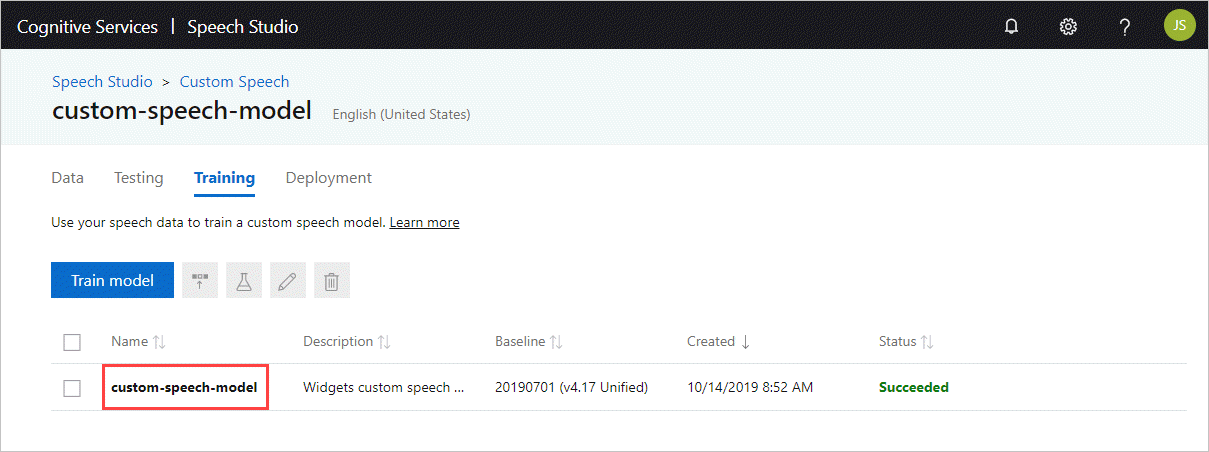 Cognitive Services | Speech Studio ? JS
Speech Studio > Custom Speech
custom-speech-model English (United States)
Data Testing Training Deployment
Use your speech data to train a custom speech model. Learn more
Train model
Name Description Baseline Created Status
custom-speech-model Widgets custom speech ... 20190701 (v4.17 Unified) 10/14/2019 8:52 AM Succeeded